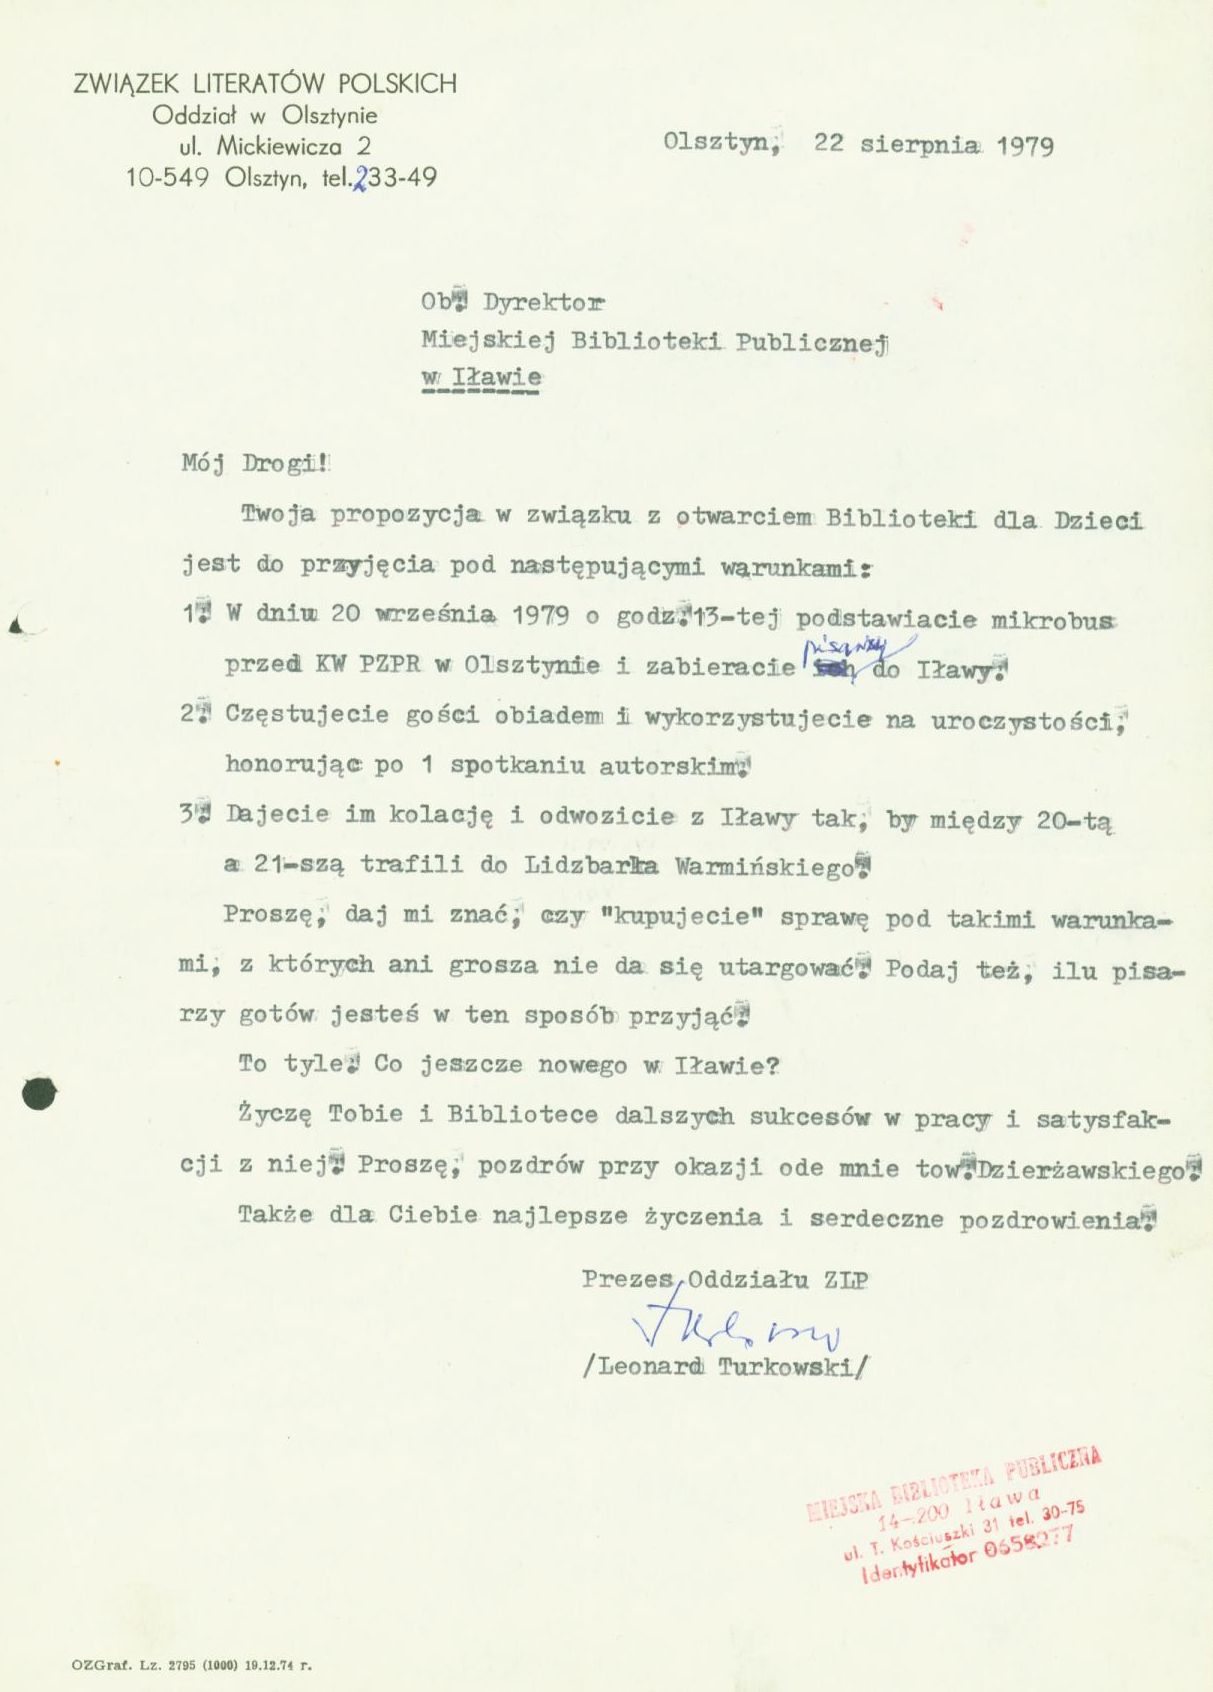 ZWIĄZEK LITERATÓW POLSKICH
Oddział w Olsztynie
ul. Mickiewicza 2
10-549 Olsztyn, tel. 233-49
Olsztyn, 22 sierpnia 1979
Ob. Dyrektor
Miejskiej Biblioteki Publicznej
w Iławie
Mój Drogi!
Twoja propozycja w związku z otwarciem Biblioteki dla Dzieci
jest do przyjęcia pod następującymi warunkami:
1. W dniu 20 września 1979 o godz.13-tej podstawiacie mikrobus
przed KW PZPR w Olsztynie i zabieracie pisarzy do Iławy.
2. Częstujecie gości obiadem i wykorzystujecie na uroczystości,
honorując po 1 spotkaniu autorskim.
3. Dajecie im kolację i odwozicie z Iławy tak, by między 20-tą
a 21-szą trafili do Lidzbarka Warmińskiego.
Proszę, daj mi znać, czy "kupujecie" sprawę pod takimi warunka-
mi, z których ani grosza nie da się utargować. Podaj też, ilu pisa-
rzy gotów jesteś w ten sposób przyjąć.
To tyle. Co jeszcze nowego w Iławie?
Życzę Tobie i Bibliotece dalszych sukcesów w pracy i satysfak-
cji z niej. Proszę, pozdrów przy okazji ode mnie tow.Dzierżawskiego.
Także dla Ciebie najlepsze życzenia i serdeczne pozdrowienia.
Prezes Oddziału ZLP
/Leonard Turkowski/
MIEJSKA BIBLIOTEKA PUBLICZNA
14-200 Iława
ul. T. Kościuszki 31 tel. 30-75
Identyfikator 0658277
OZGraf. Lz. 2795 (1000) 19.12.74 r.